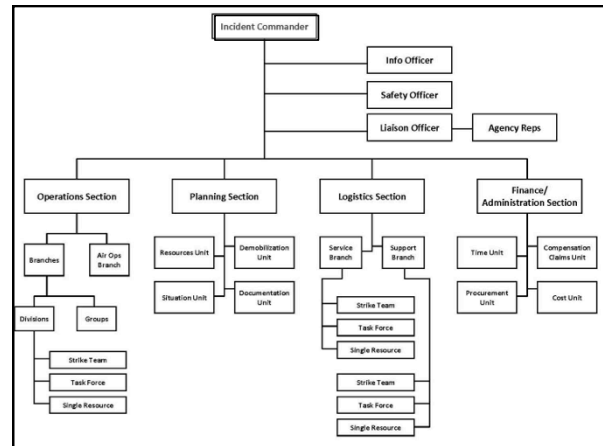 Incident Commander
Info Officer
Safety Officer
Liaison Officer
Agency Reps
Operations Section
Planning Section
Logistics Section
Finance/
Administration Section
Branches
Air Ops
Branch
Resources Unit
Demobilization
Unit
Service
Branch
Support
Branch
Time Unit
Compensation
Claims Unit
Situation Unit
Documentation
Unit
Procurement
Unit
Cost Unit
Divisions
Groups
Strike Team
Task Force
Single Resource
Strike Team
Task Force
Single Resource
Strike Team
Task Force
Single Resource